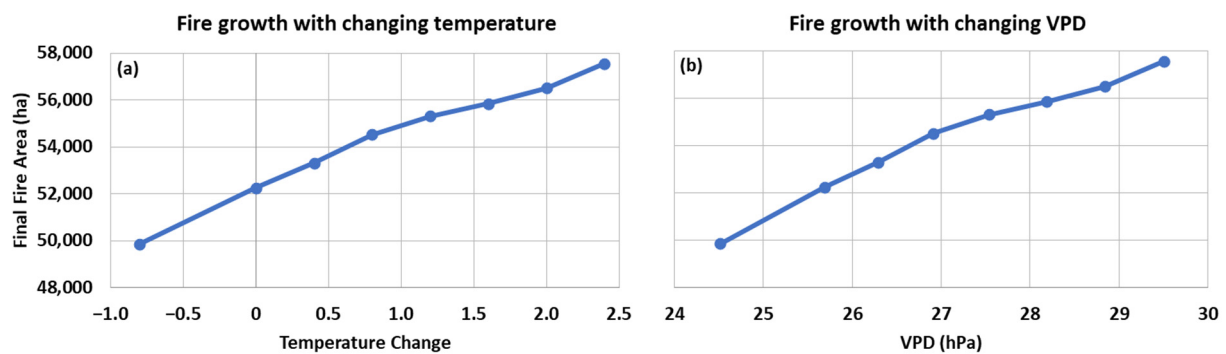 Fire growth with changing temperature
Fire growth with changing VPD
(a)
(b)
Final Fire Area (ha)
58,000
56,000
54,000
52,000
50,000
48,000
−1.0 −0.5 0 0.5 1.0 1.5 2.0 2.5
24 25 26 27 28 29 30
Temperature Change
VPD (hPa)